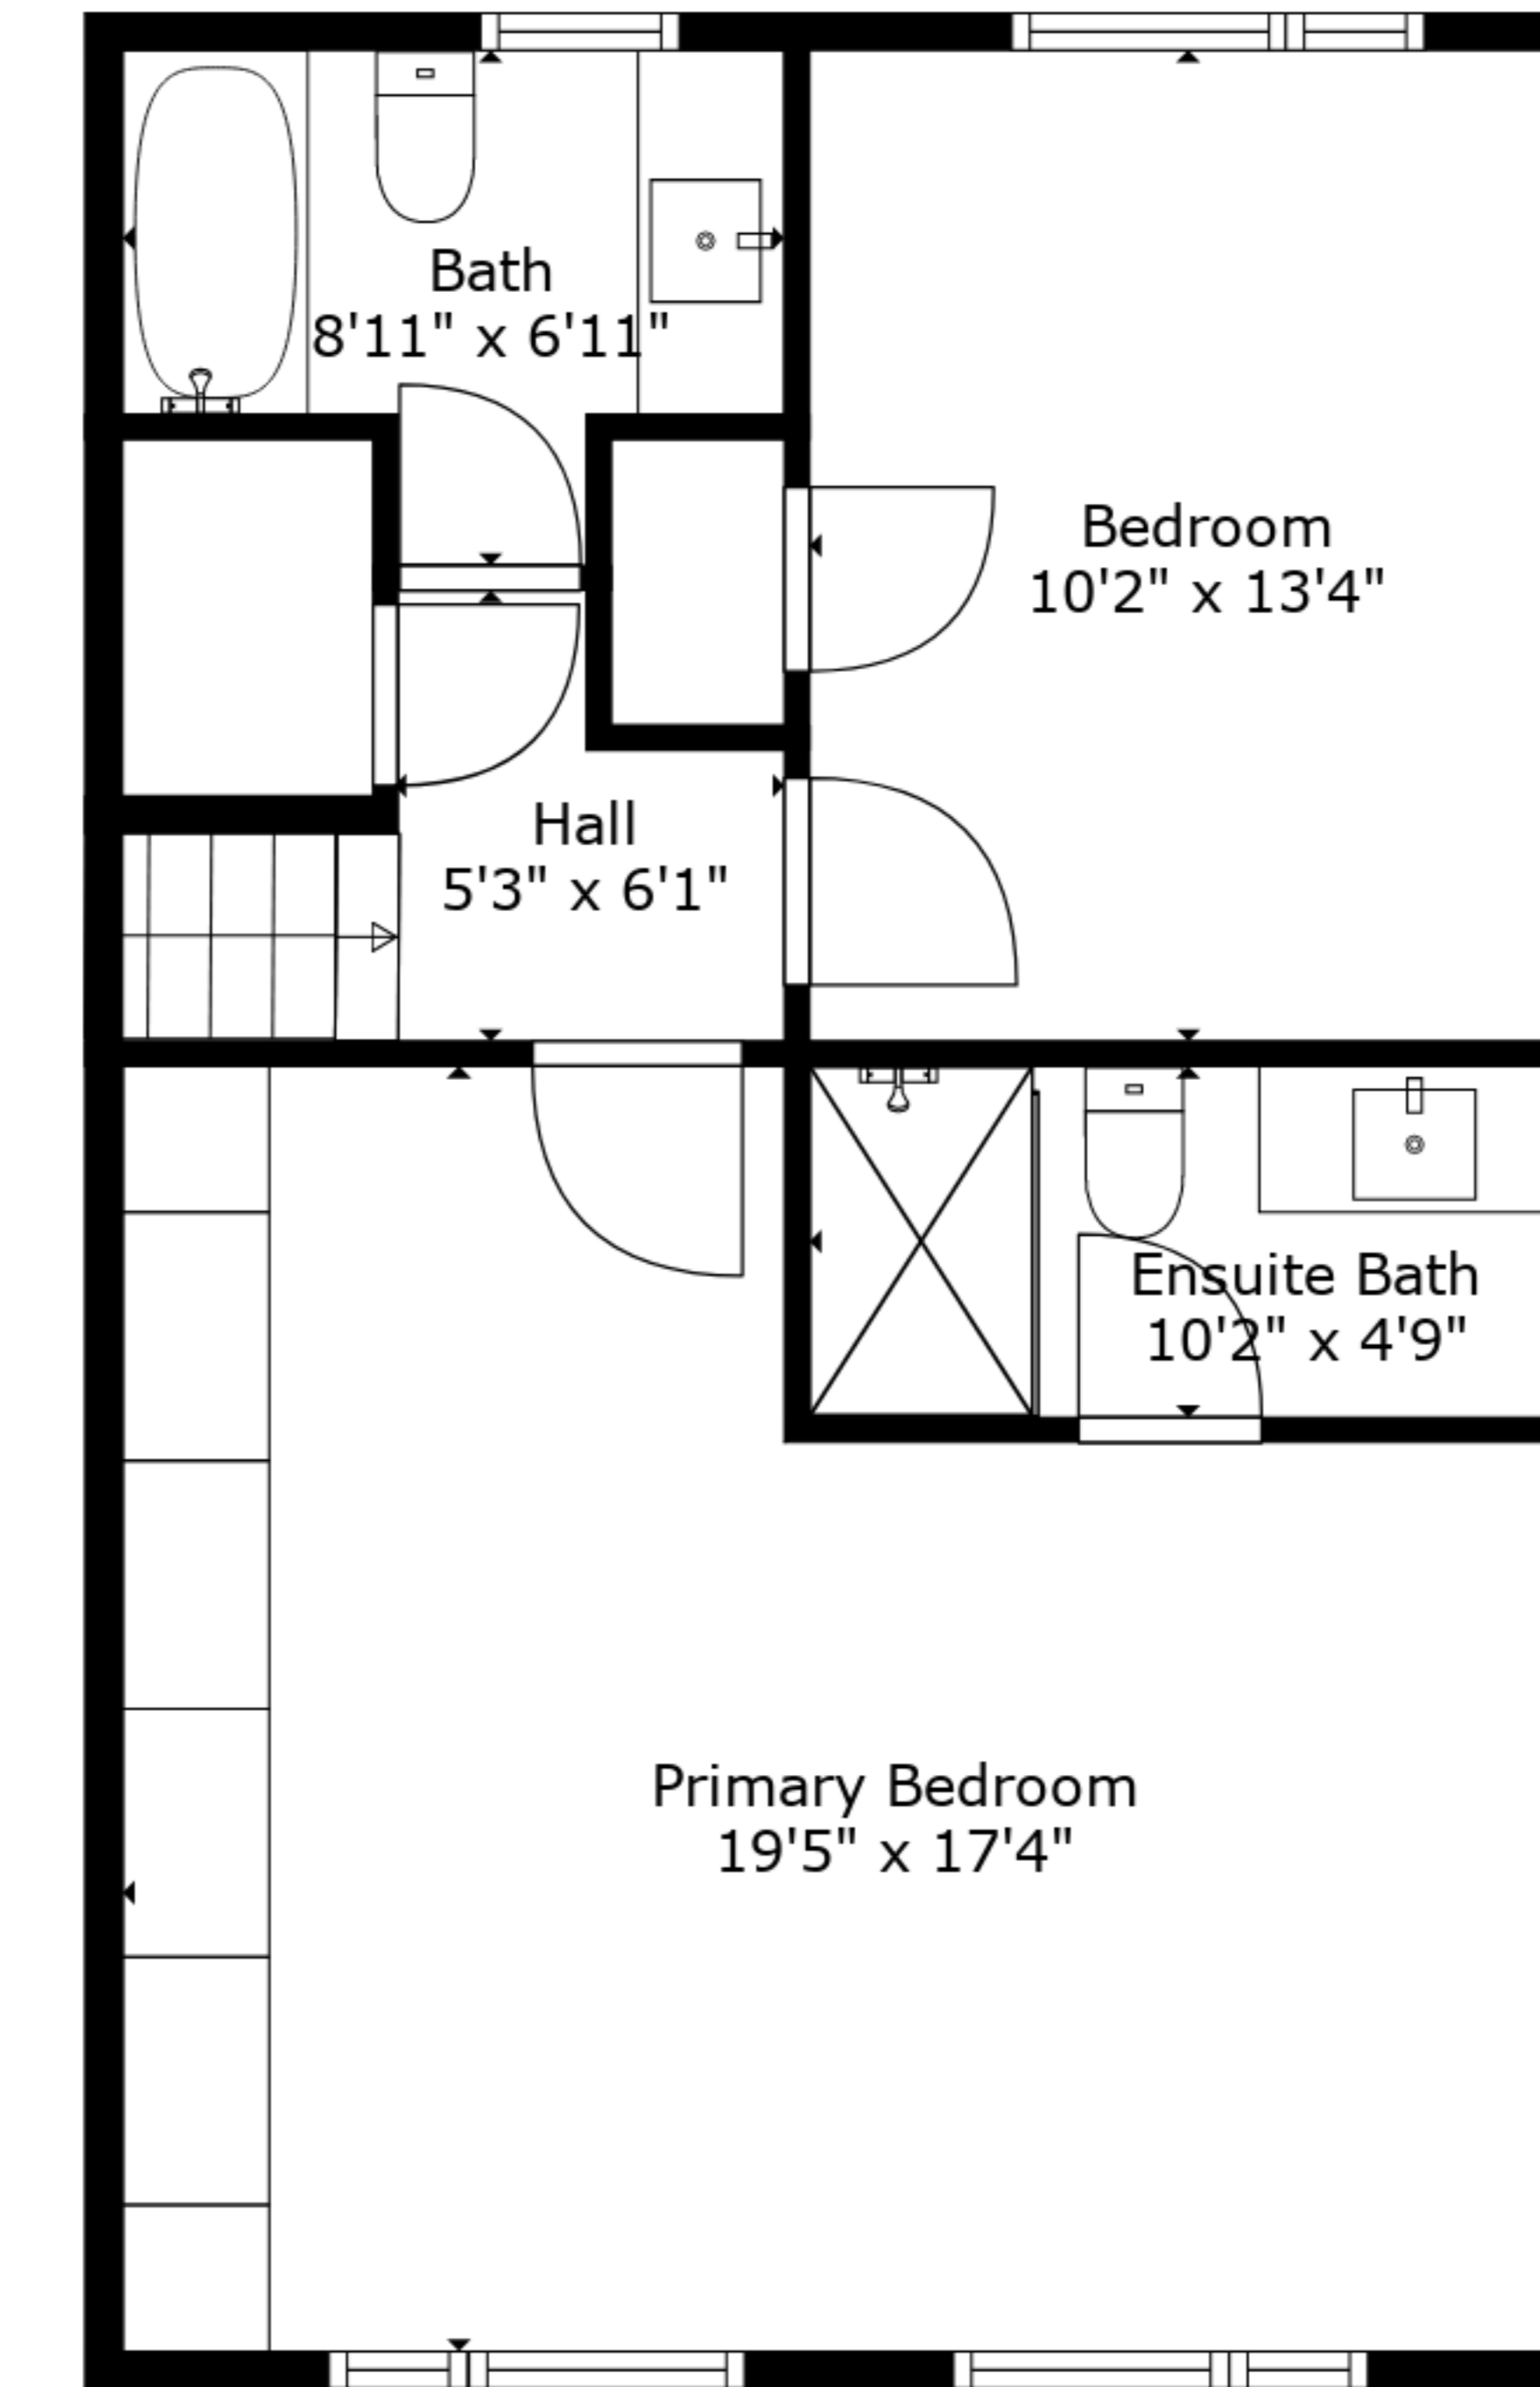 Bath
8'11" x 6'11"
Bedroom
10'2" x 13'4"
Hall
5'3" x 6'1"
Ensuite Bath
10'2" x 4'9"
Primary Bedroom
19'5" x 17'4"